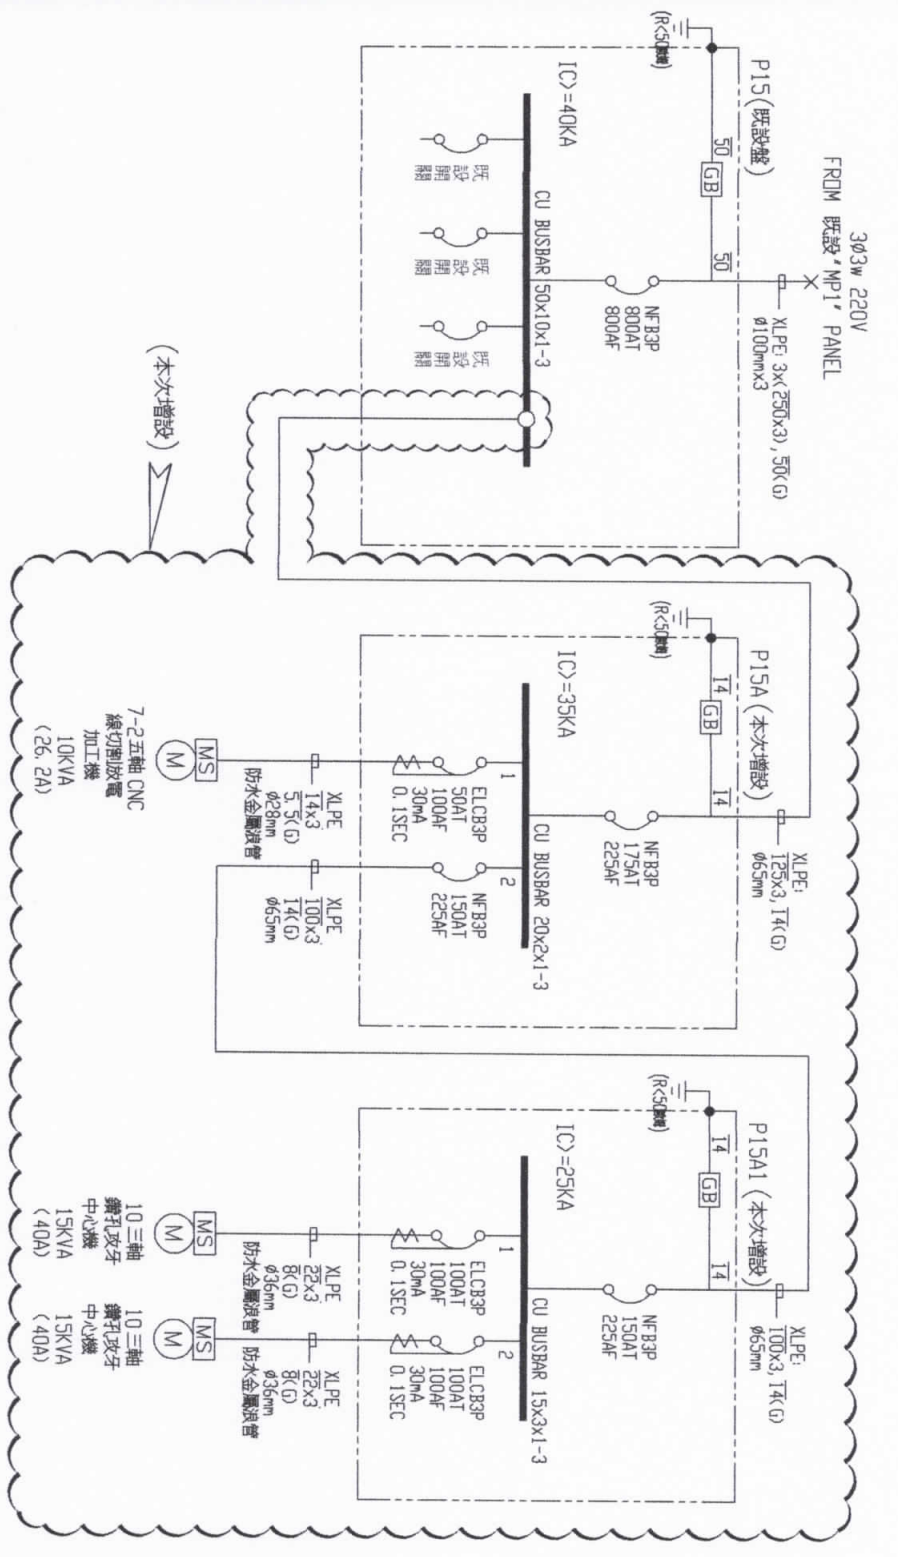 3Ø3w 220V
FROM 既設"MP1" PANEL
P15(既設盤)
XLPE: 3x(250x3), 50(G)
Ø100mmx3
50
GB
50
NFB3P
800AT
800AF
IC>=40KA
CU BUSBAR 50x10x1-3
既
設
開
關
既
設
開
關
既
設
開
關
(本次增設)
P15A (本次增設)
XLPE:
125x3, 14(G)
Ø65mm
14
GB
14
NFB3P
175AT
225AF
IC>=35KA
CU BUSBAR 20x2x1-3
1
ELCB3P
50AT
100AF
30mA
0.1SEC
2
NFB3P
150AT
225AF
XLPE
14x3
5.5(G)
Ø28mm
防水金屬浪管
XLPE
100x3
14(G)
Ø65mm
MS
M
7-2五軸 CNC
線切割放電
加工機
10KVA
(26.2A)
P15A1 (本次增設)
XLPE:
100x3, 14(G)
Ø65mm
14
GB
14
NFB3P
150AT
225AF
IC>=25KA
CU BUSBAR 15x3x1-3
1
ELCB3P
100AT
100AF
30mA
0.1SEC
2
ELCB3P
100AT
100AF
30mA
0.1SEC
XLPE
22x3
8(G)
Ø36mm
防水金屬浪管
XLPE
22x3
8(G)
Ø36mm
防水金屬浪管
MS
M
10 三軸
鑽孔攻牙
中心機
15KVA
(40A)
MS
M
10 三軸
鑽孔攻牙
中心機
15KVA
(40A)